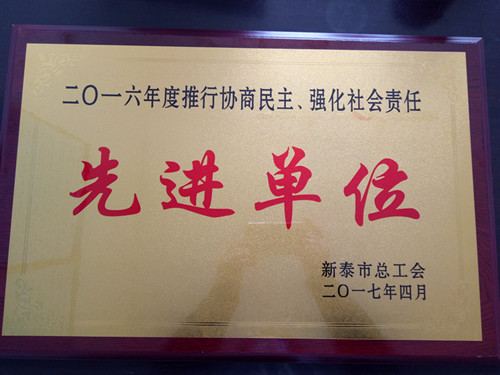 二〇一六年度推行协商民主、强化社会责任
先进单位
新泰市总工会
二〇一七年四月